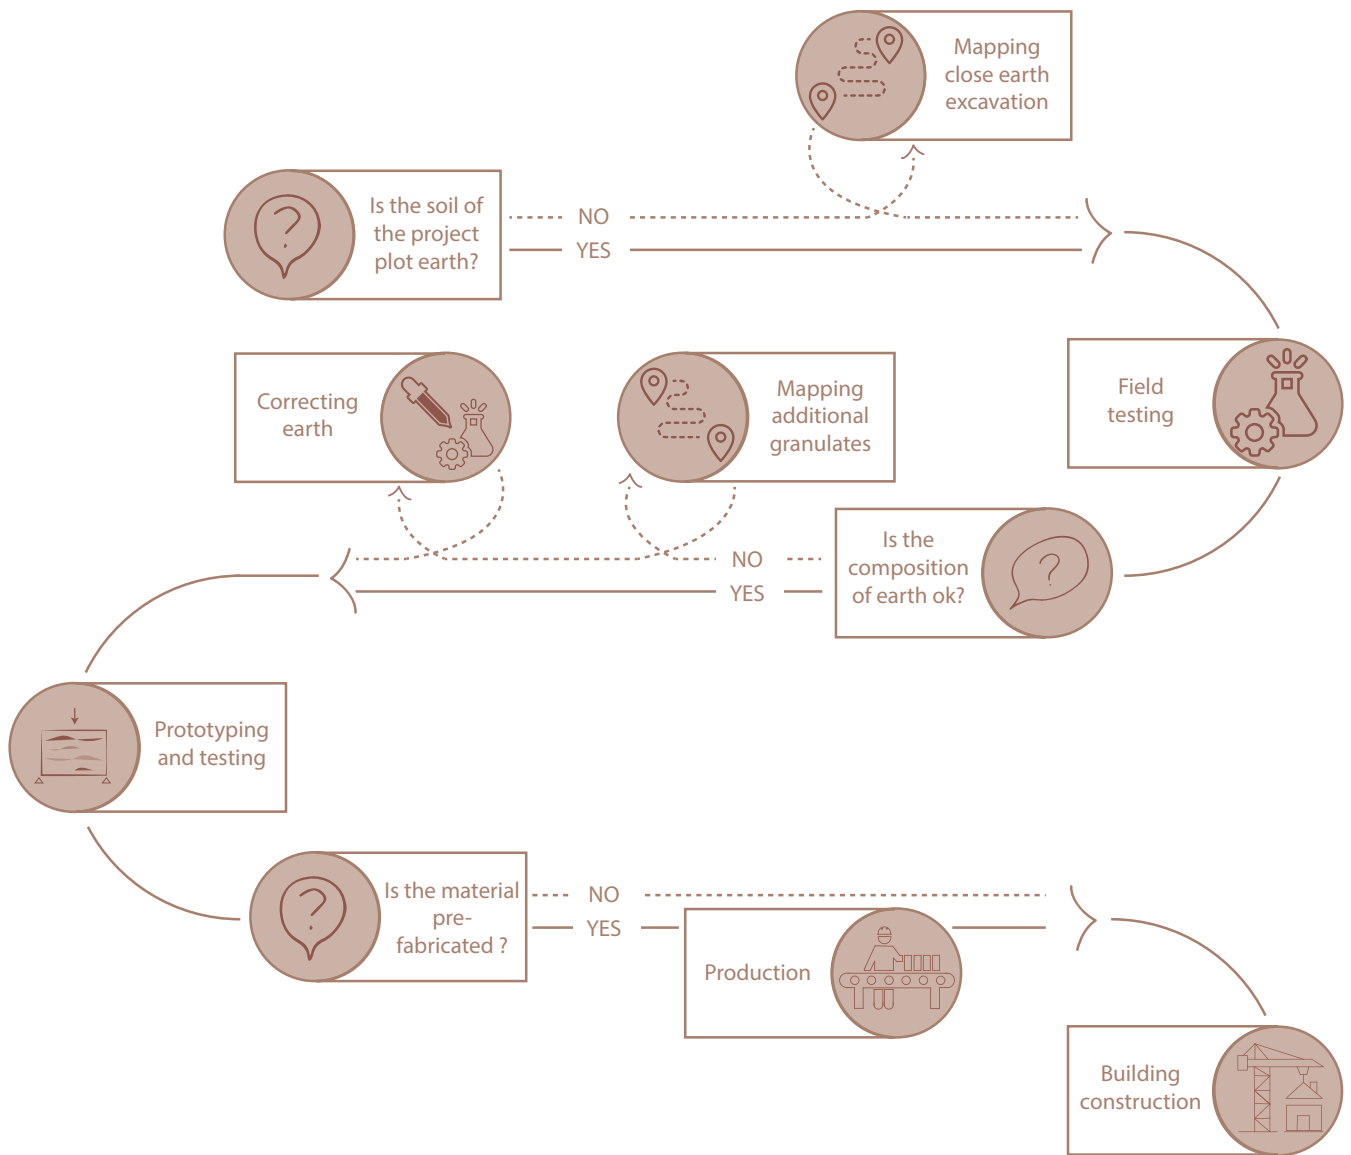 Mapping
close earth
excavation
Is the soil of
the project
plot earth?
NO
YES
Correcting
earth
Mapping
additional
granulates
Field
testing
Is the
composition
of earth ok?
NO
YES
Prototyping
and testing
Is the material
pre-
fabricated ?
NO
YES
Production
Building
construction